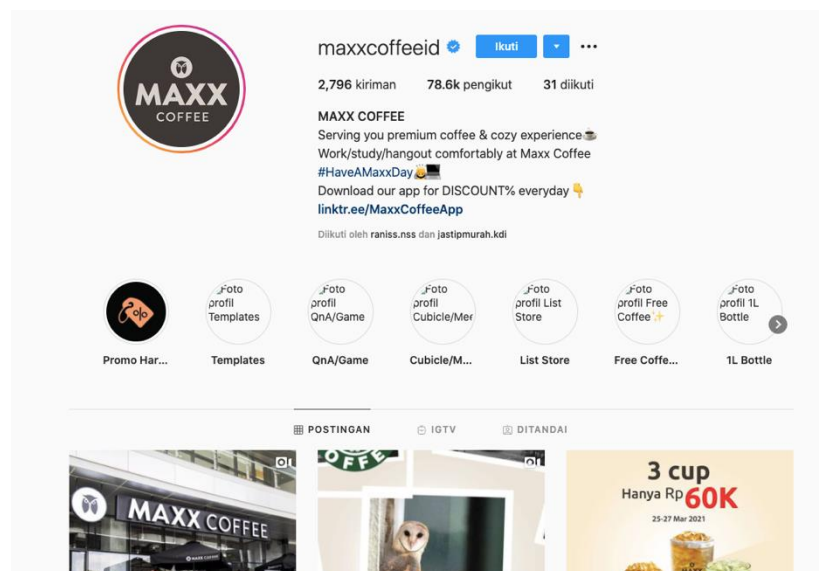 MAXX
COFFEE
maxxcoffeeid
Ikuti
2,796 kiriman 78.6k pengikut 31 diikuti
MAXX COFFEE
Serving you premium coffee & cozy experience☕
Work/study/hangout comfortably at Maxx Coffee
#HaveAMaxxDay
Download our app for DISCOUNT% everyday 👇
linktr.ee/MaxxCoffeeApp
Diikuti oleh raniss.nss dan jastipmurah.kdi
%
Foto profil Templates
Foto profil QnA/Game
Foto profil Cubicle/Mee
Foto profil List Store
Foto profil Free Coffee✨
Foto profil 1L Bottle
Promo Har...
Templates
QnA/Game
Cubicle/M...
List Store
Free Coffe...
1L Bottle
POSTINGAN
IGTV
DITANDAI
MAXX COFFEE
OFFE
3 cup
Hanya Rp 60K
25-27 Mar 2021
MAXX